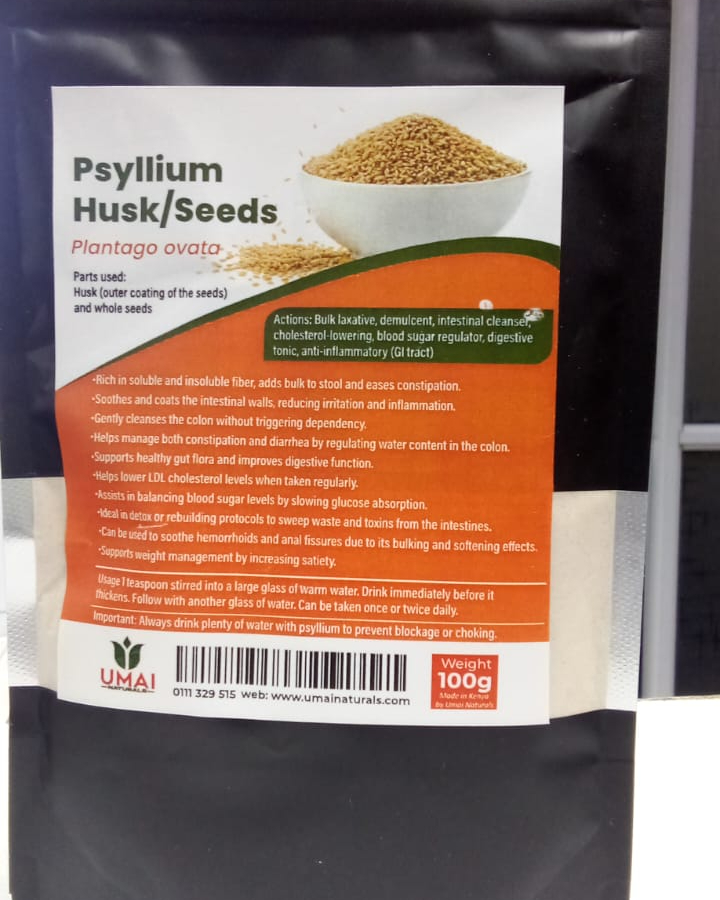 Psyllium
Husk/Seeds
Plantago ovata
Parts used:
Husk (outer coating of the seeds)
and whole seeds
Actions: Bulk laxative, demulcent, intestinal cleanser,
cholesterol-lowering, blood sugar regulator, digestive
tonic, anti-inflammatory (GI tract)
•Rich in soluble and insoluble fiber, adds bulk to stool and eases constipation.
•Soothes and coats the intestinal walls, reducing irritation and inflammation.
•Gently cleanses the colon without triggering dependency.
•Helps manage both constipation and diarrhea by regulating water content in the colon.
•Supports healthy gut flora and improves digestive function.
•Helps lower LDL cholesterol levels when taken regularly.
•Assists in balancing blood sugar levels by slowing glucose absorption.
•Ideal in detox or rebuilding protocols to sweep waste and toxins from the intestines.
•Can be used to soothe hemorrhoids and anal fissures due to its bulking and softening effects.
•Supports weight management by increasing satiety.
Usage 1 teaspoon stirred into a large glass of warm water. Drink immediately before it
thickens. Follow with another glass of water. Can be taken once or twice daily.
Important: Always drink plenty of water with psyllium to prevent blockage or choking.
UMAI
NATURALS
0111 329 515 web: www.umainaturals.com
Weight
100g
Made in Kenya
by Umai Naturals